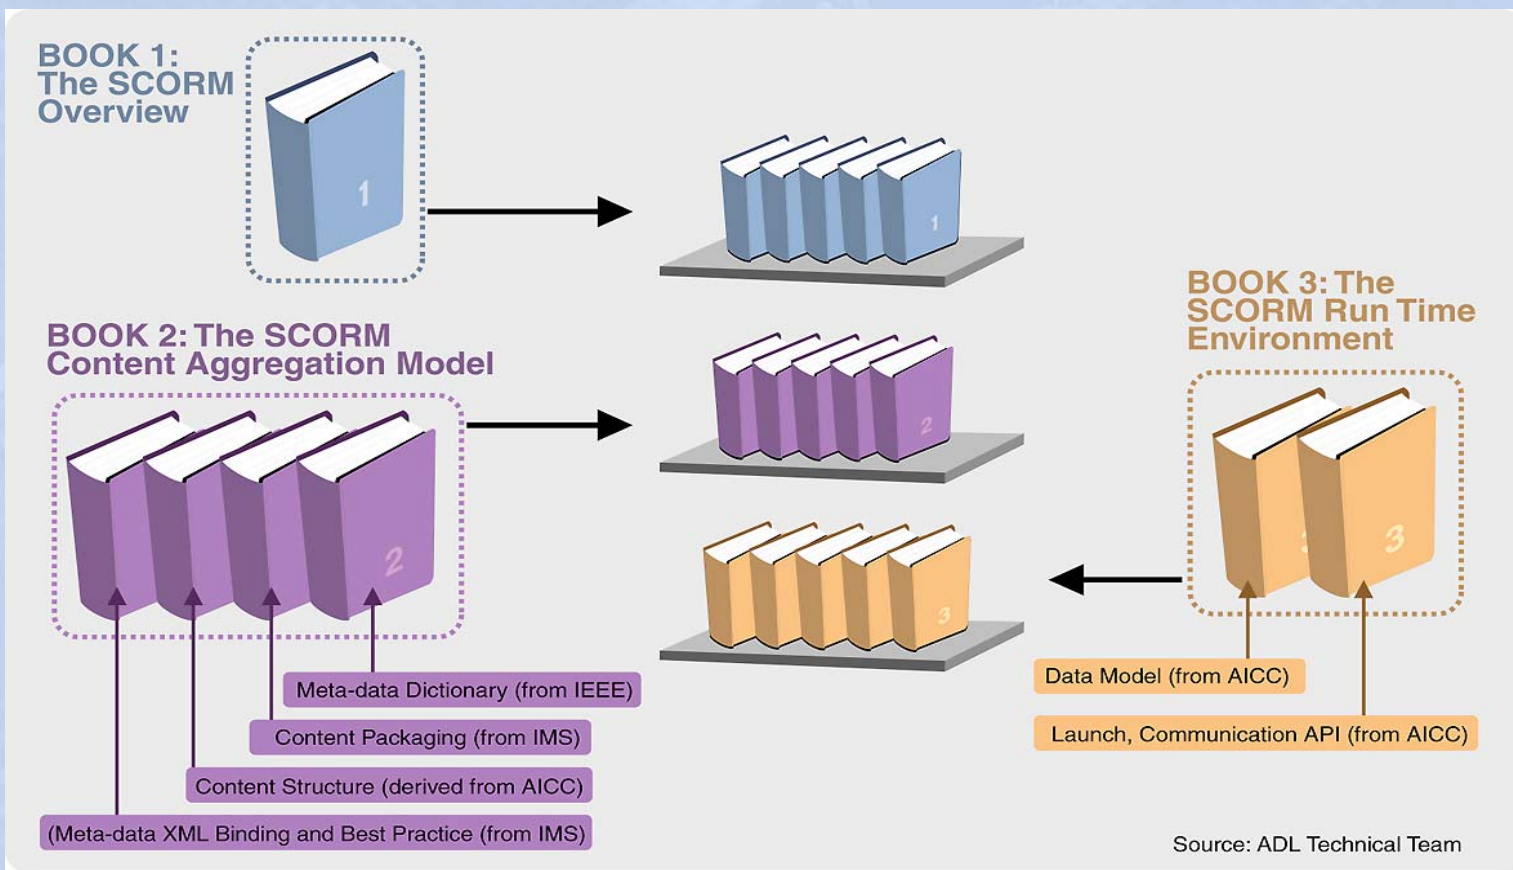 BOOK 1:
The SCORM
Overview
1
1
BOOK 2: The SCORM
Content Aggregation Model
2
2
BOOK 3: The
SCORM Run Time
Environment
3
3
3
Meta-data Dictionary (from IEEE)
Content Packaging (from IMS)
Content Structure (derived from AICC)
(Meta-data XML Binding and Best Practice (from IMS)
Data Model (from AICC)
Launch, Communication API (from AICC)
Source: ADL Technical Team